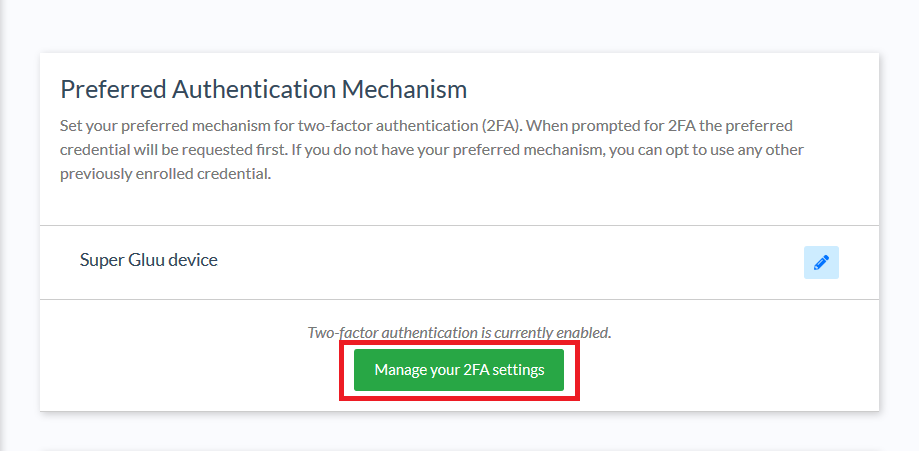 Preferred Authentication Mechanism
Set your preferred mechanism for two-factor authentication (2FA). When prompted for 2FA the preferred
credential will be requested first. If you do not have your preferred mechanism, you can opt to use any other
previously enrolled credential.
Super Gluu device
Two-factor authentication is currently enabled.
Manage your 2FA settings